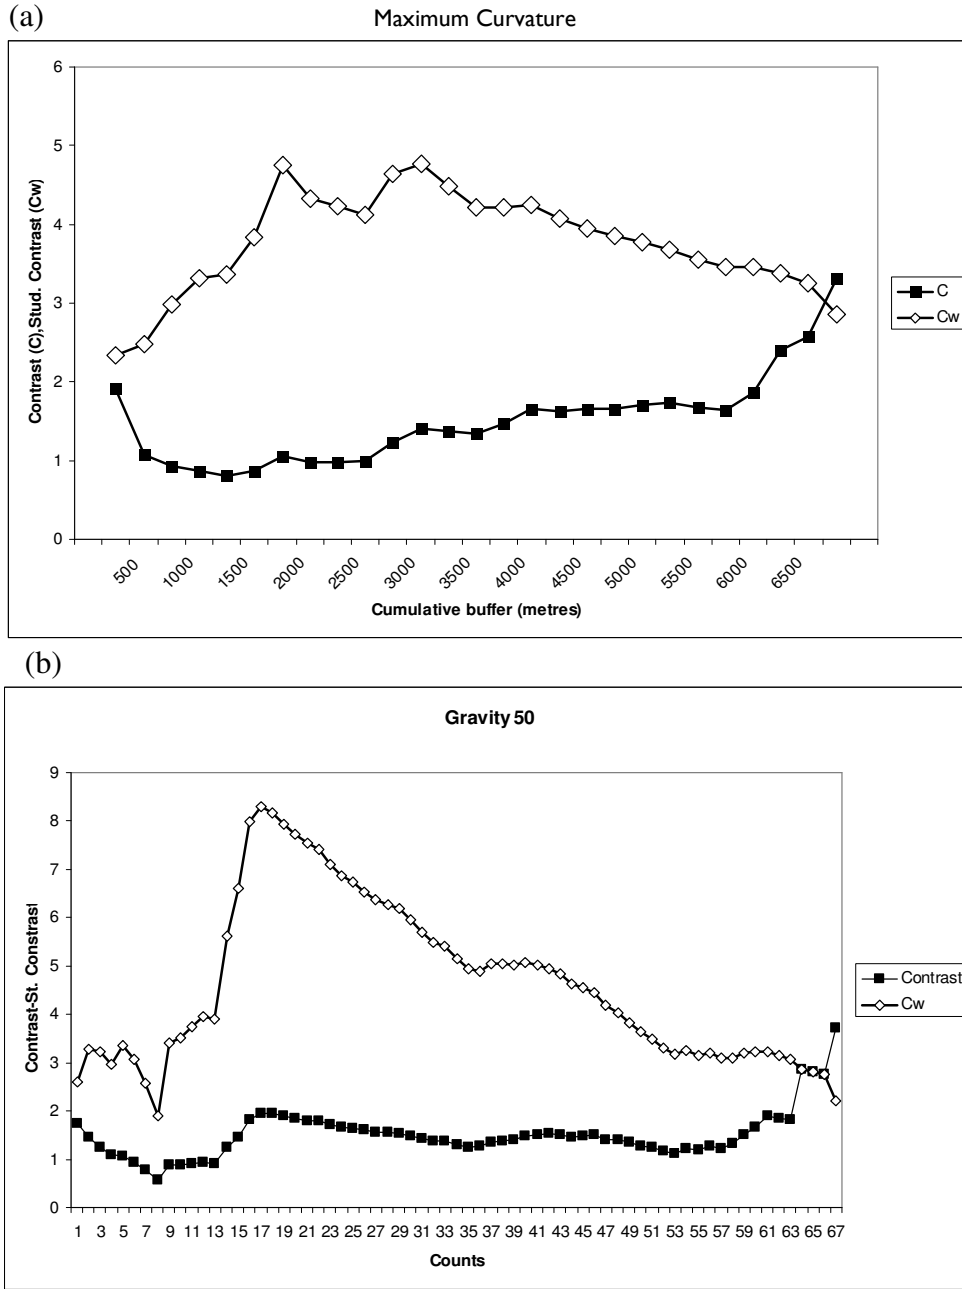 (a)
Maximum Curvature
6
5
4
3
2
1
0
Contrast (C),Stud. Contrast (Cw)
500 1000 1500 2000 2500 3000 3500 4000 4500 5000 5500 6000 6500
Cumulative buffer (metres)
C
Cw
(b)
Gravity 50
9
8
7
6
5
4
3
2
1
0
Contrast-St. Constrast
1 3 5 7 9 11 13 15 17 19 21 23 25 27 29 31 33 35 37 39 41 43 45 47 49 51 53 55 57 59 61 63 65 67
Counts
Contrast
Cw